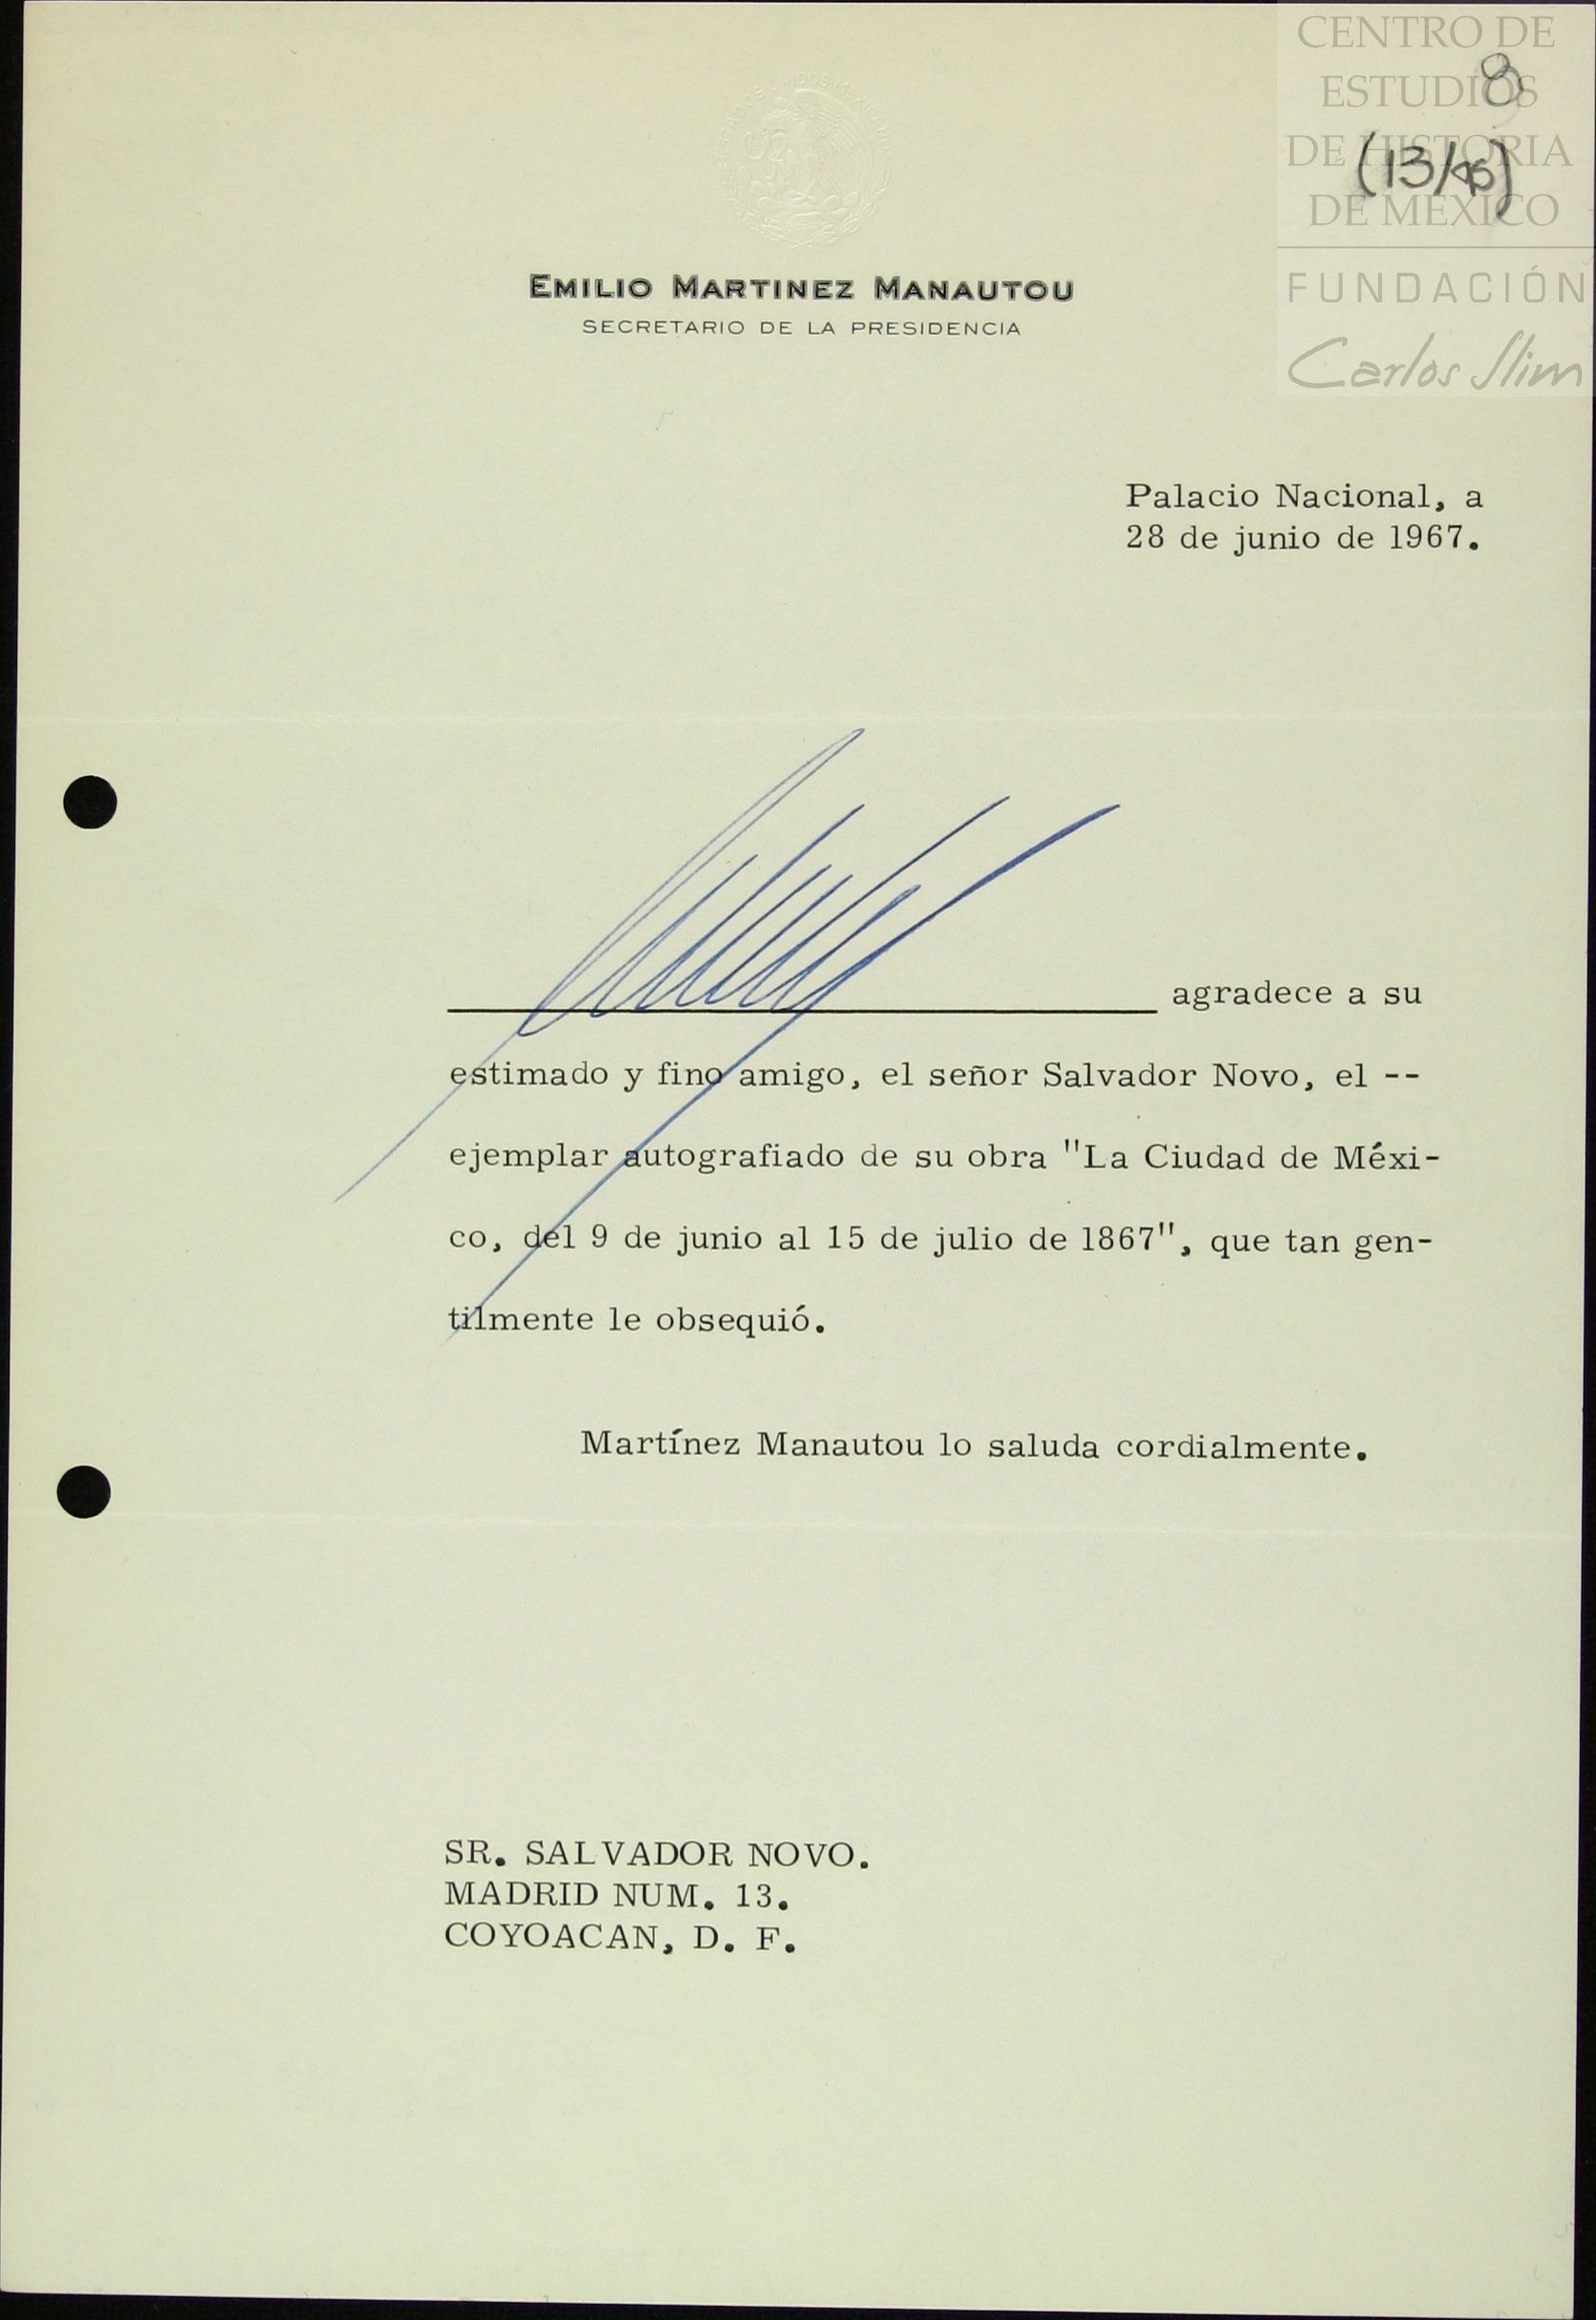 CENTRO DE
ESTUDIOS
DE HISTORIA
DE MÉXICO
FUNDACIÓN
Carlos Slim
8
EMILIO MARTINEZ MANAUTOU
SECRETARIO DE LA PRESIDENCIA
Palacio Nacional, a
28 de junio de 1967.
agradece a su
estimado y fino amigo, el señor Salvador Novo, el --
ejemplar autografiado de su obra "La Ciudad de Méxi-
co, del 9 de junio al 15 de julio de 1867", que tan gen-
tilmente le obsequió.
Martínez Manautou lo saluda cordialmente.
SR. SALVADOR NOVO.
MADRID NUM. 13.
COYOACAN, D. F.